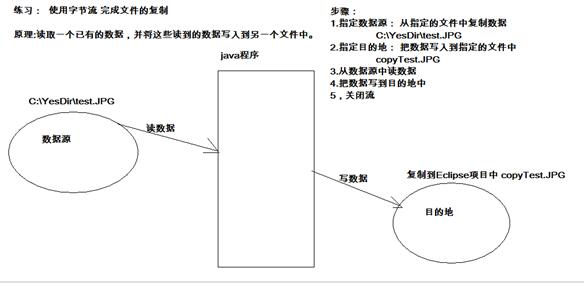 练习： 使用字节流 完成文件的复制
原理:读取一个已有的数据，并将这些读到的数据写入到另一个文件中。
步骤：
1.指定数据源： 从指定的文件中复制数据
C:\YesDir\test.JPG
2.指定目的地： 把数据写入到指定的文件中
copyTest.JPG
3.从数据源中读数据
4.把数据写到目的地中
5，关闭流
java程序
C:\YesDir\test.JPG
读数据
数据源
写数据
复制到Eclipse项目中 copyTest.JPG
目的地